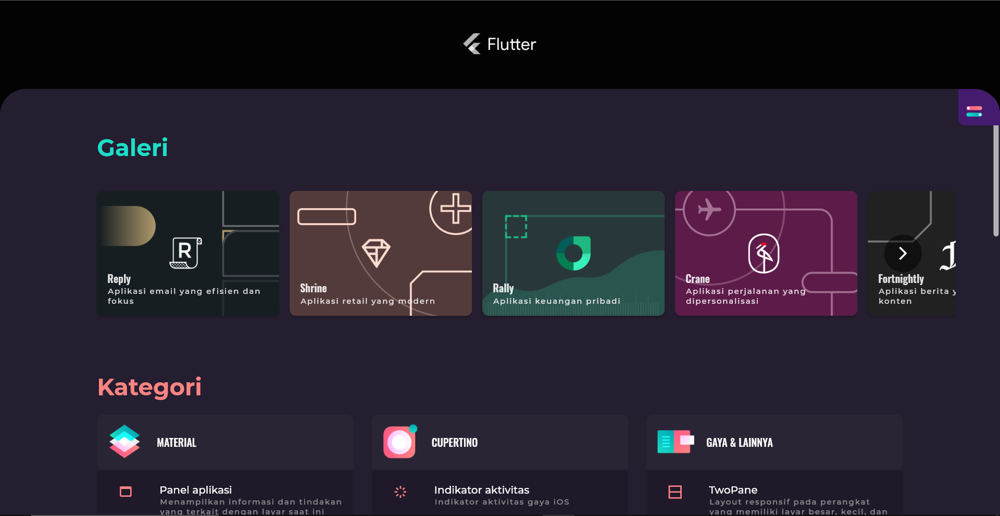 Flutter
Galeri
R
Reply
Aplikasi email yang efisien dan
fokus
Shrine
Aplikasi retail yang modern
Rally
Aplikasi keuangan pribadi
Crane
Aplikasi perjalanan yang
dipersonalisasi
Fortnightly
Aplikasi berita y
konten
Kategori
MATERIAL
Panel aplikasi
Menampilkan informasi dan tindakan
yang terkait dengan layar saat ini
CUPERTINO
Indikator aktivitas
Indikator aktivitas gaya iOS
GAYA & LAINNYA
TwoPane
Layout responsif pada perangkat
yang memiliki layar besar, kecil, dan